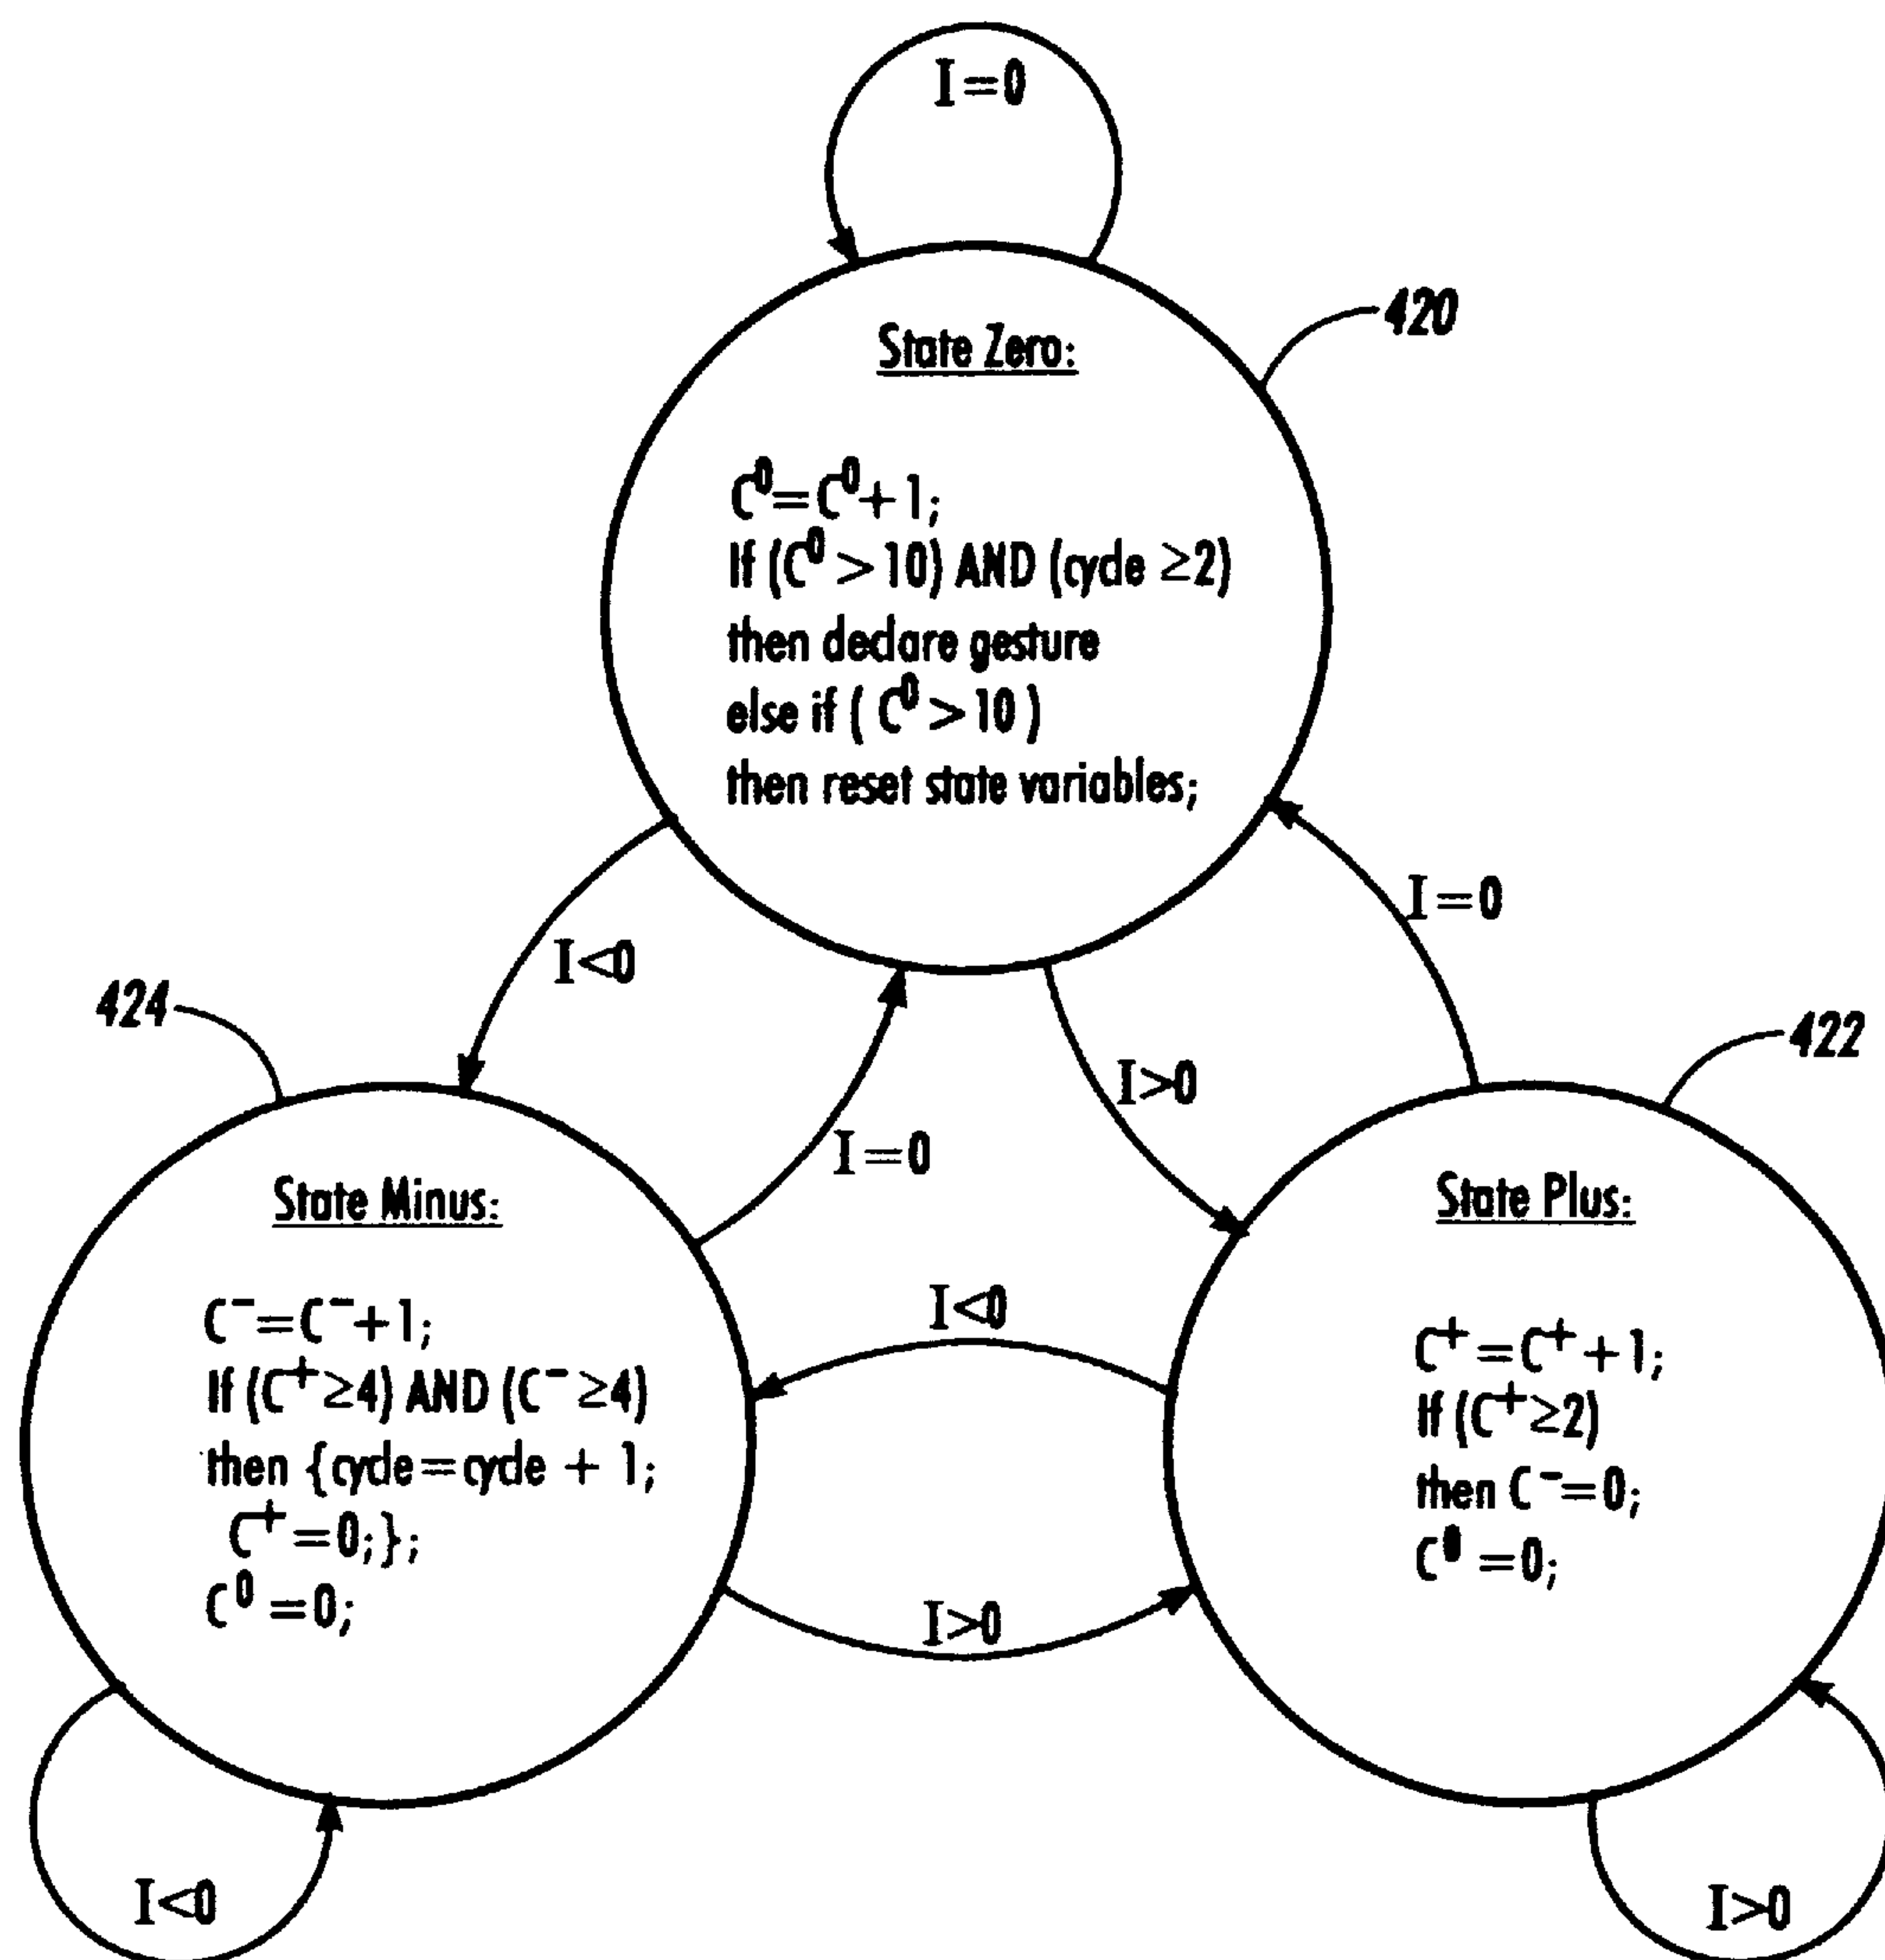 I=0
420
State Zero:
C⁰=C⁰+1;
If (C⁰ > 10) AND (cycle ≥2)
then declare gesture
else if ( C⁰ > 10 )
then reset state variables;
I=0
I<0
424
422
I>0
I=0
State Minus:
C⁻=C⁻+1;
If (C⁺≥4) AND (C⁻≥4)
then {cycle=cycle + 1;
C⁺=0;};
C⁰=0;
State Plus:
C⁺=C⁺+1;
If (C⁺≥2)
then C⁻=0;
C⁰=0;
I<0
I>0
I<0
I>0